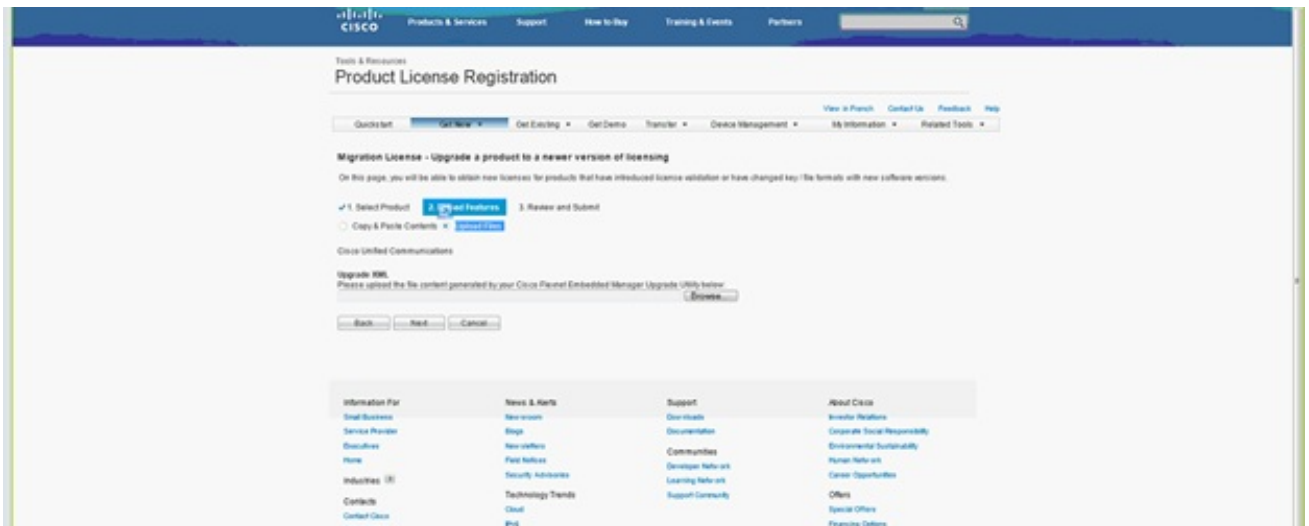 CISCO
Products & Services Support How to Buy Training & Events Partners
Tools & Resources
Product License Registration
View in French Contact Us Feedback Help
Quickstart Get New Get Existing Get Demo Transfer Device Management My Information Related Tools
Migration License - Upgrade a product to a newer version of licensing
On this page, you will be able to obtain new licenses for products that have introduced license validation or have changed key / file formats with new software versions.
1. Select Product 2. Features 3. Review and Submit
Copy & Paste Contents Upload Files
Cisco Unified Communications
Upgrade XML
Please upload the file content generated by your Cisco Flexnet Embedded Manager Upgrade Utility below
Browse...
Back Next Cancel
Information For News & Alerts Support About Cisco
Small Business Newsroom Downloads Investor Relations
Service Provider Blogs Documentation Corporate Social Responsibility
Executives Newsletters Environmental Sustainability
Communities
Home Field Notices Human Network
Developer Network
Security Advisories Career Opportunities
Industries Learning Network
Contacts Technology Trends Support Community Offers
Contact Cisco Cloud Special Offers
IPv6 Financing Options